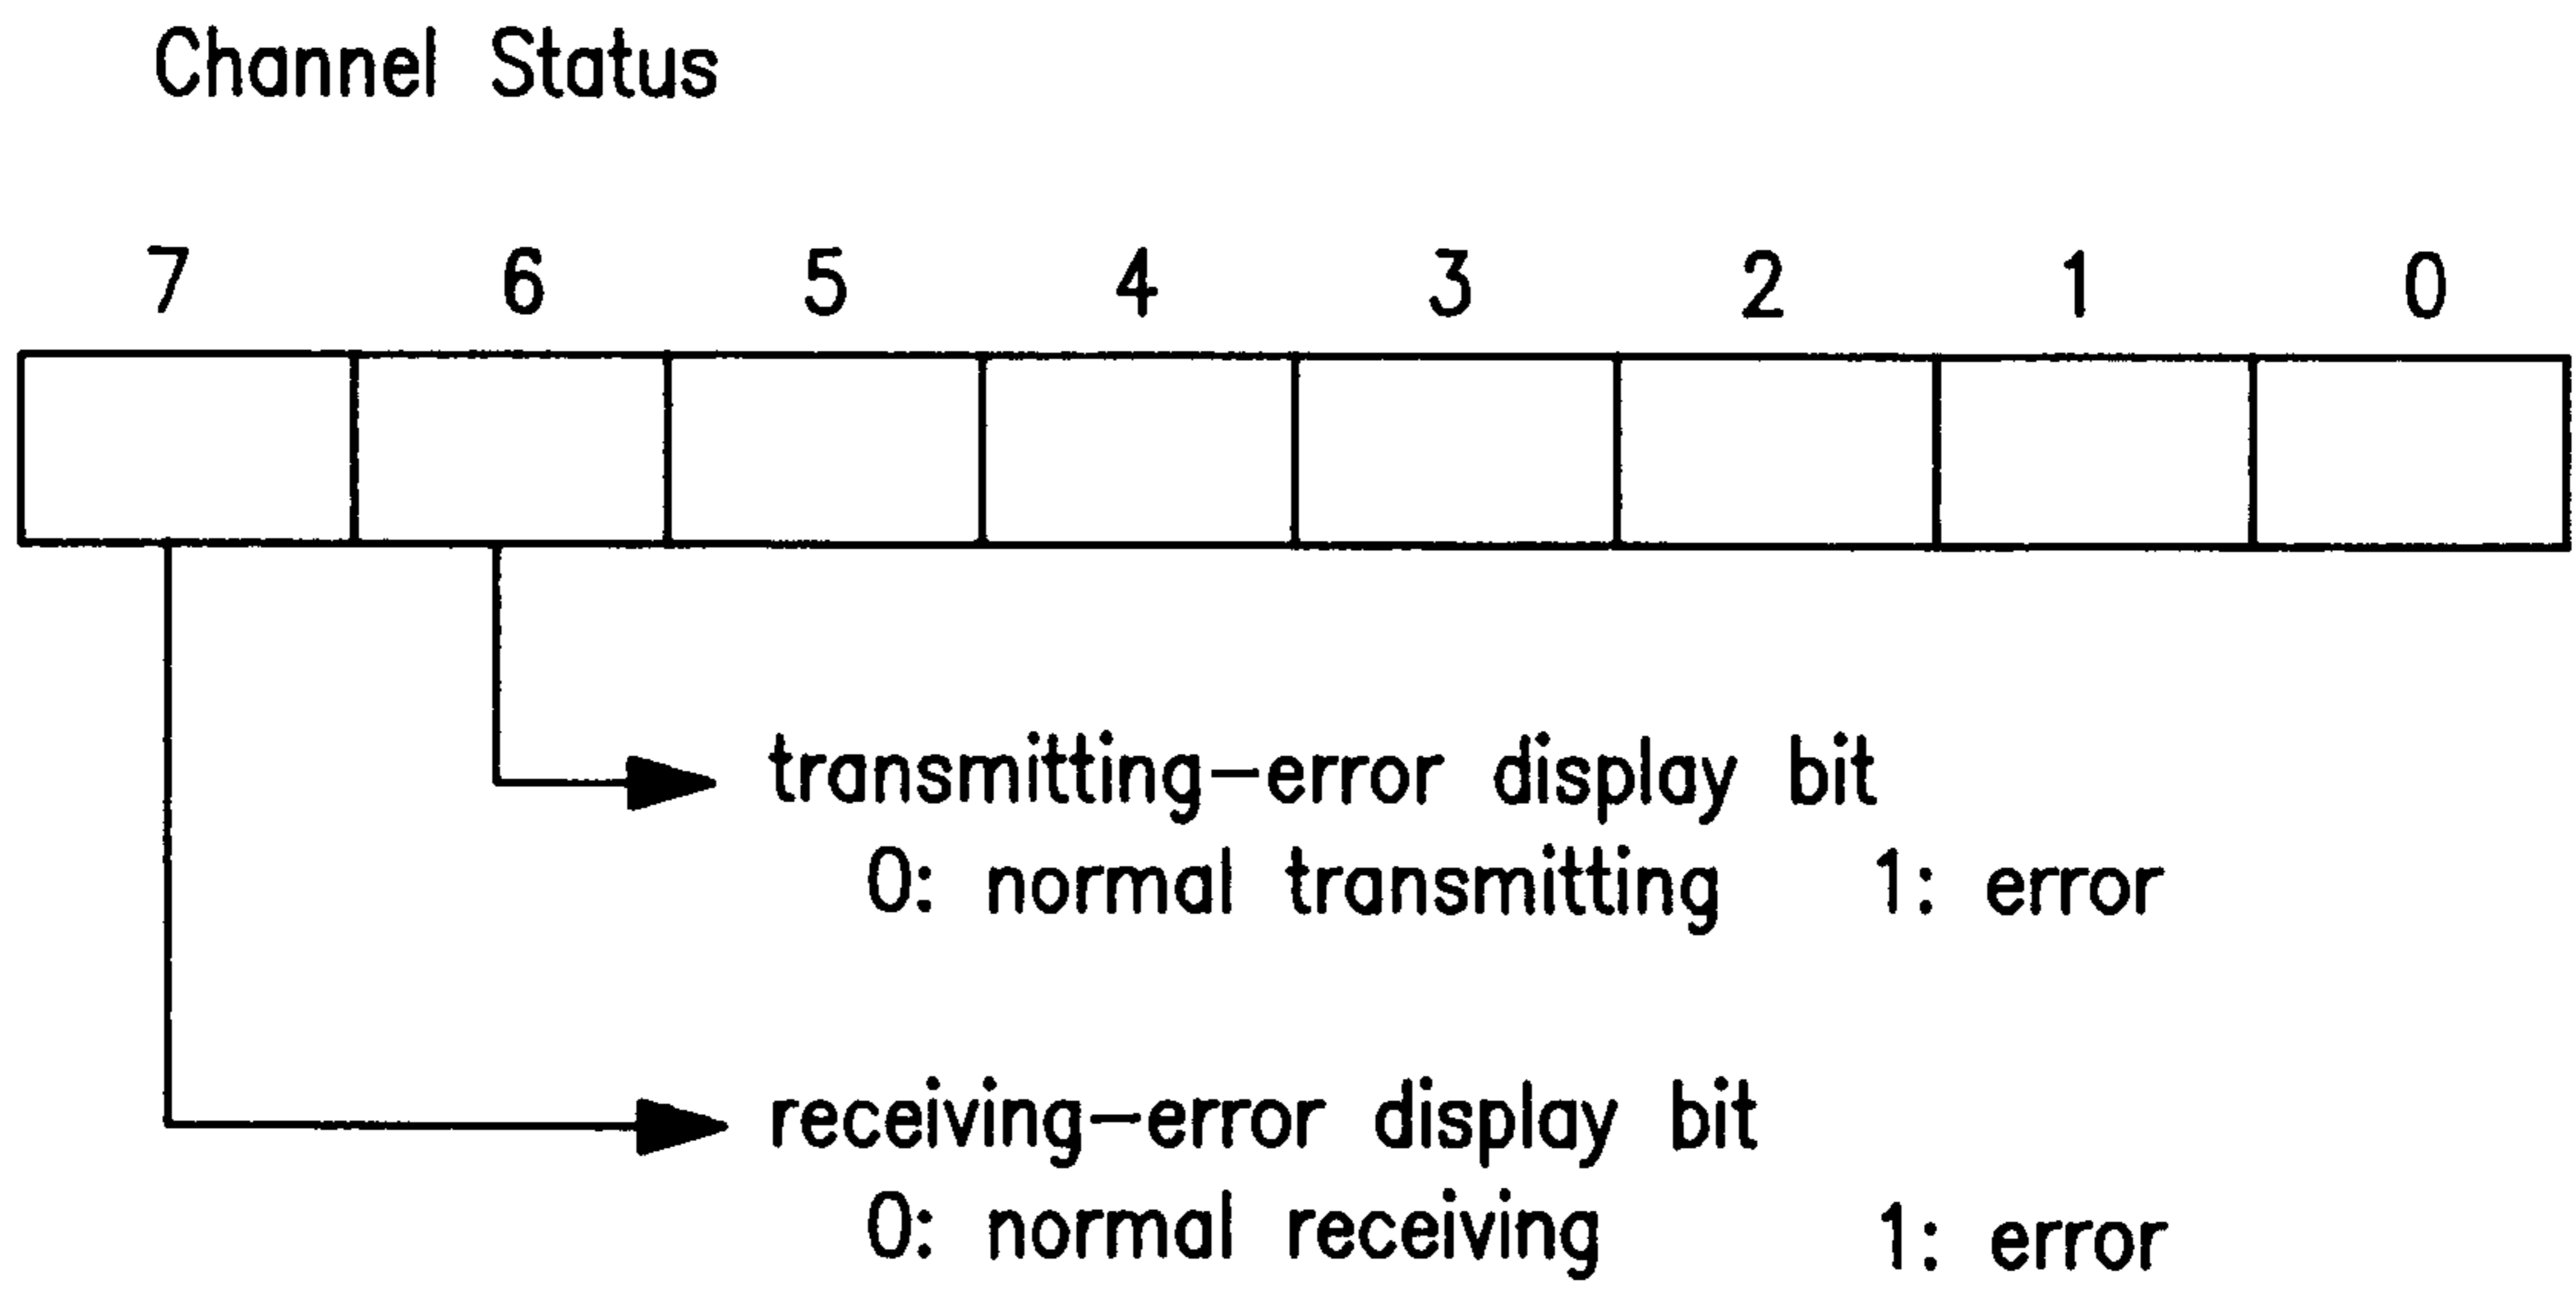 Channel Status
7 6 5 4 3 2 1 0
transmitting-error display bit
0: normal transmitting 1: error
receiving-error display bit
0: normal receiving 1: error